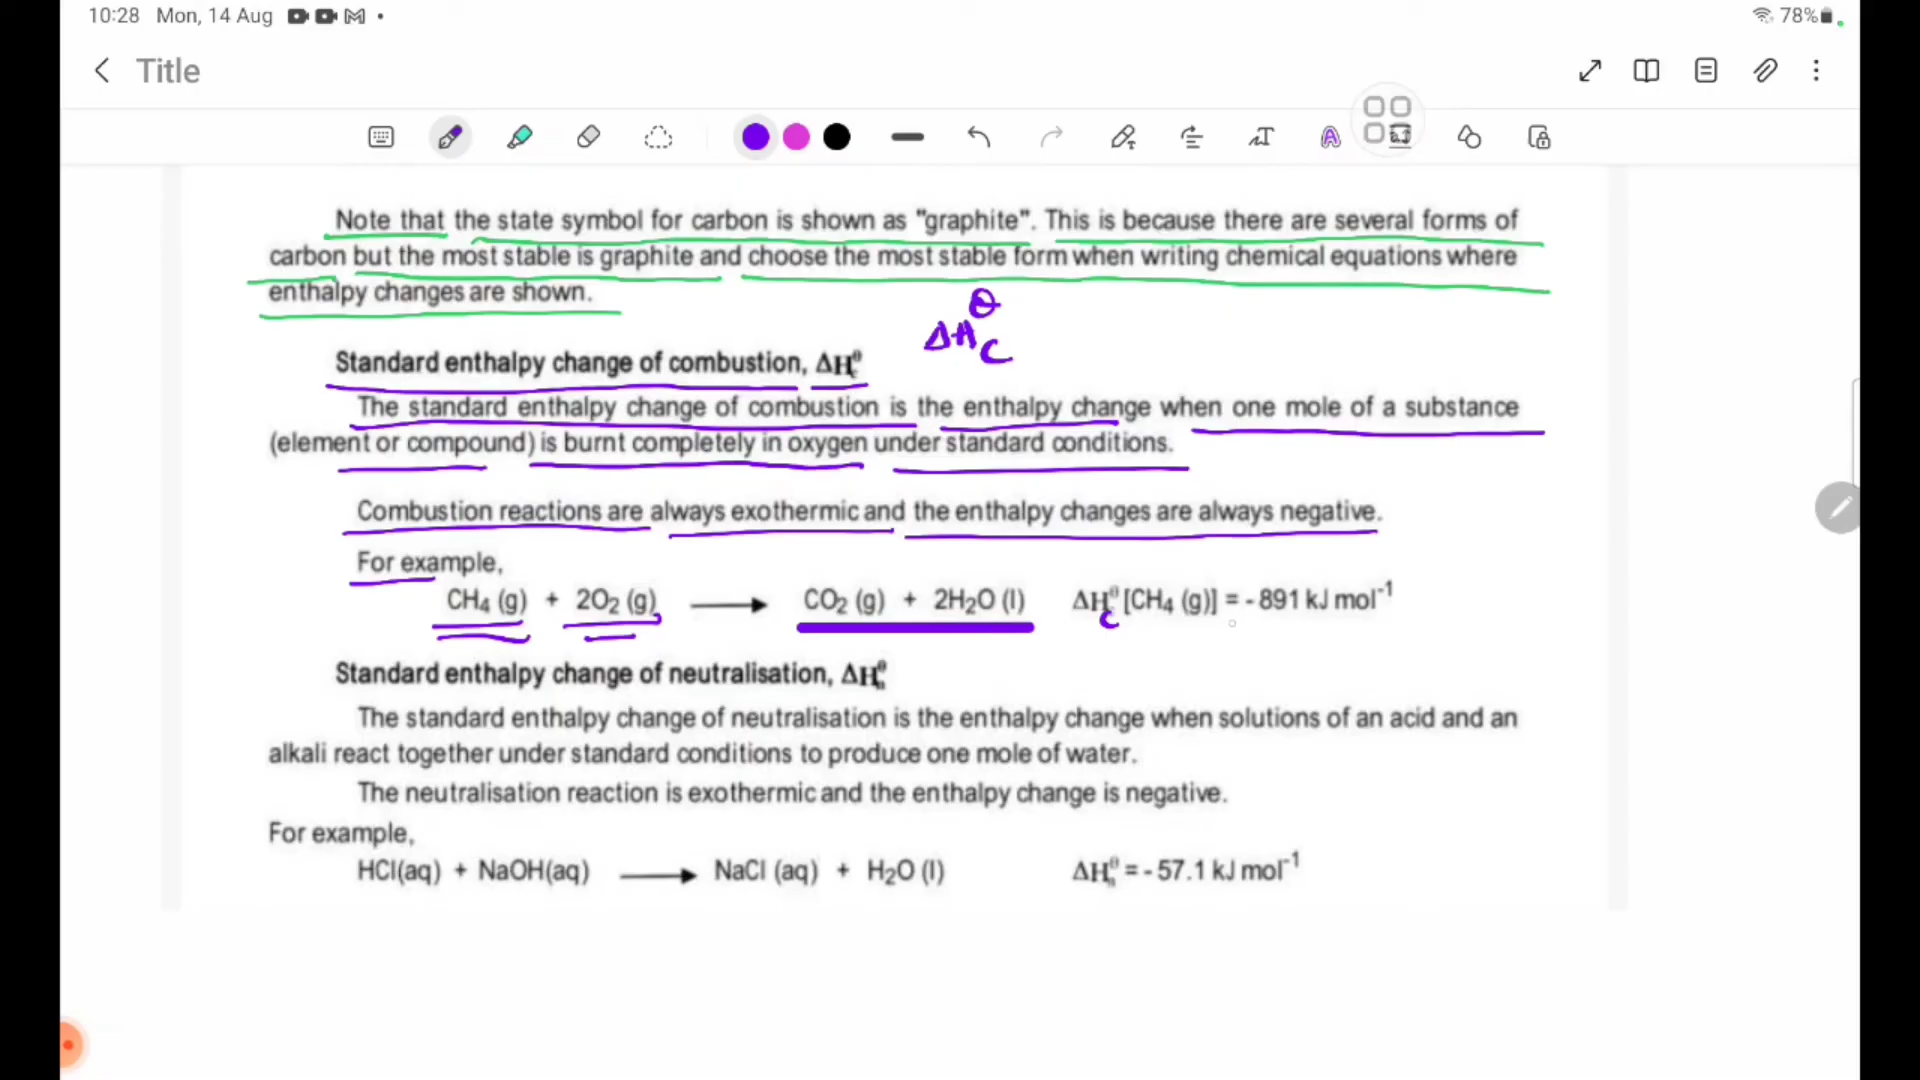 10:28 Mon, 14 Aug
78%
Title
Note that the state symbol for carbon is shown as "graphite". This is because there are several forms of
carbon but the most stable is graphite and choose the most stable form when writing chemical equations where
enthalpy changes are shown.
ΔH꜀^θ
Standard enthalpy change of combustion, ΔH꜀^θ
The standard enthalpy change of combustion is the enthalpy change when one mole of a substance
(element or compound) is burnt completely in oxygen under standard conditions.
Combustion reactions are always exothermic and the enthalpy changes are always negative.
For example,
CH₄ (g) + 2O₂ (g) ⟶ CO₂ (g) + 2H₂O (l) ΔH꜀^θ [CH₄ (g)] = - 891 kJ mol⁻¹
Standard enthalpy change of neutralisation, ΔHₙ^θ
The standard enthalpy change of neutralisation is the enthalpy change when solutions of an acid and an
alkali react together under standard conditions to produce one mole of water.
The neutralisation reaction is exothermic and the enthalpy change is negative.
For example,
HCl(aq) + NaOH(aq) ⟶ NaCl (aq) + H₂O (l) ΔHₙ^θ = - 57.1 kJ mol⁻¹